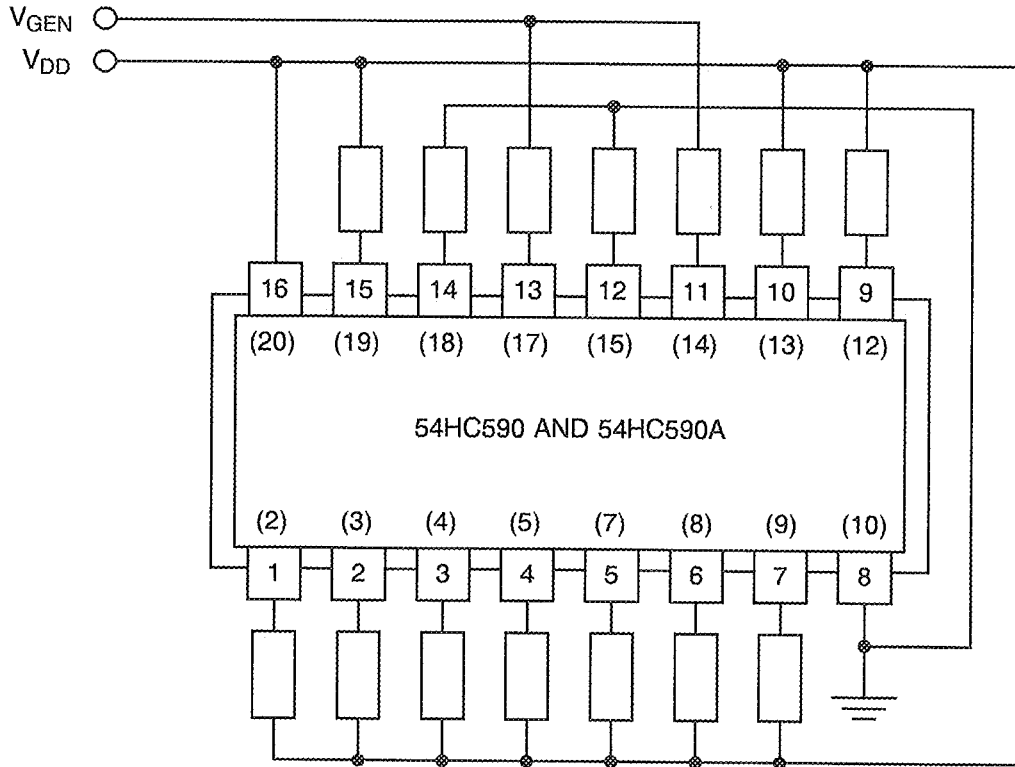 VGEN
VDD
16 15 14 13 12 11 10 9
(20) (19) (18) (17) (15) (14) (13) (12)
54HC590 AND 54HC590A
(2) (3) (4) (5) (7) (8) (9) (10)
1 2 3 4 5 6 7 8